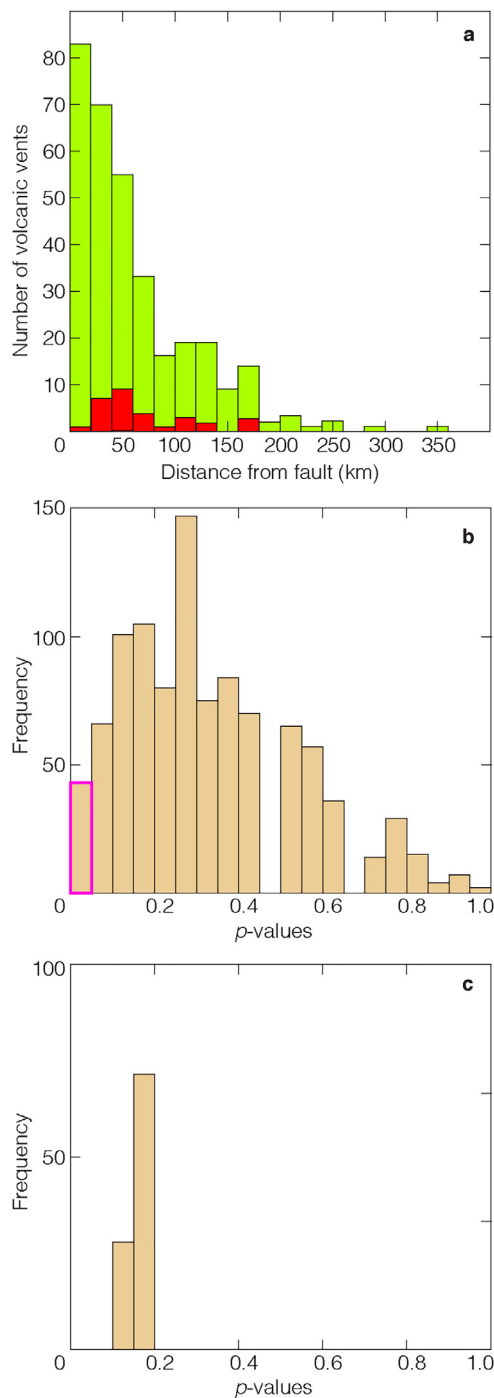 a
80
70
60
50
40
30
20
10
Number of volcanic vents
0 50 100 150 200 250 300 350
Distance from fault (km)
b
150
100
50
Frequency
0 0.2 0.4 0.6 0.8 1.0
p-values
c
100
50
Frequency
0 0.2 0.4 0.6 0.8 1.0
p-values